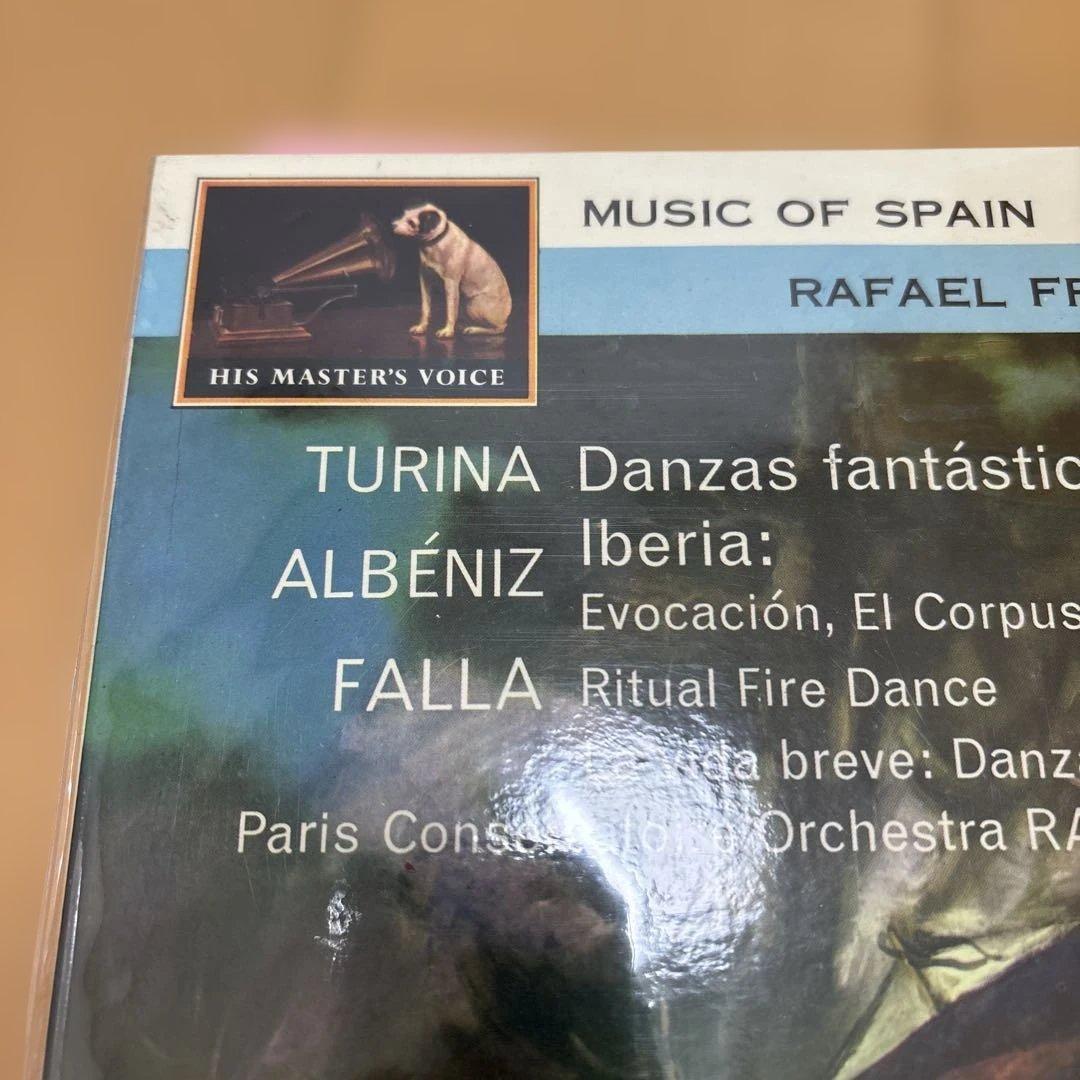 MUSIC OF SPAIN
RAFAEL FR
HIS MASTER'S VOICE
TURINA Danzas fantástic
ALBÉNIZ Iberia:
Evocación, El Corpus
FALLA Ritual Fire Dance
vida breve: Danza
Paris Orchestra RA